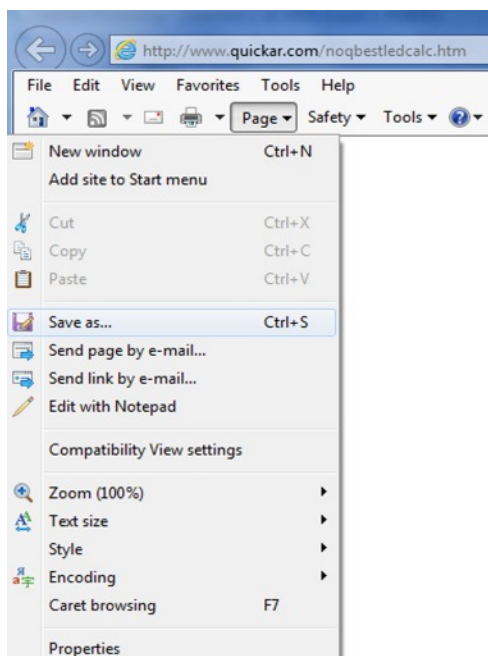 http://www.quickar.com/noqbestledcalc.htm
File Edit View Favorites Tools Help
Page Safety Tools
New window Ctrl+N
Add site to Start menu
Cut Ctrl+X
Copy Ctrl+C
Paste Ctrl+V
Save as... Ctrl+S
Send page by e-mail...
Send link by e-mail...
Edit with Notepad
Compatibility View settings
Zoom (100%)
Text size
Style
Encoding
Caret browsing F7
Properties